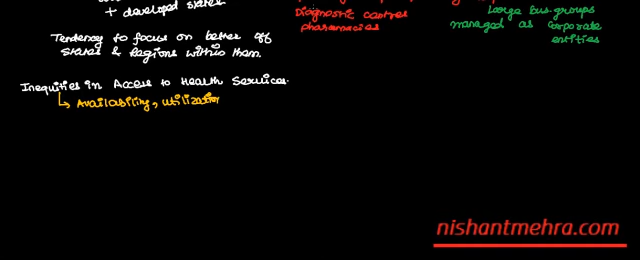 + developed states
Tendency to focus on better off
states & Regions within them.
Inequities in Access to Health Services.
↳ Availability, utilization
Diagnostic centres
pharmacies
Large Bus. groups
managed as corporate
entities
nishantmehra.com